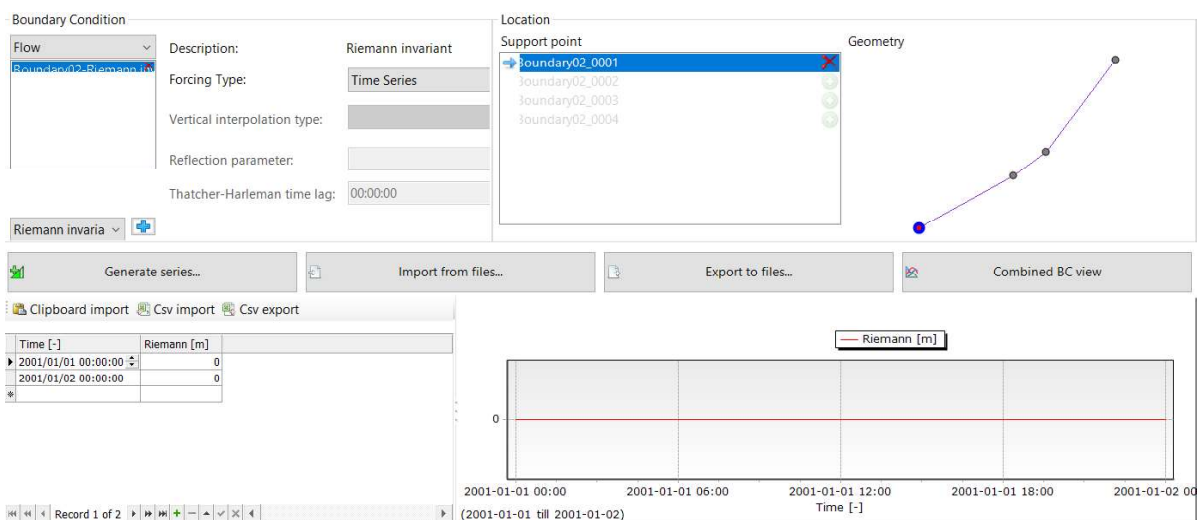 Boundary Condition
Flow
Boundary02-Riemann inv
Description:
Riemann invariant
Forcing Type:
Time Series
Vertical interpolation type:
Reflection parameter:
Thatcher-Harleman time lag:
00:00:00
Riemann invaria
Location
Support point
Boundary02_0001
Boundary02_0002
Boundary02_0003
Boundary02_0004
Geometry
Generate series...
Import from files...
Export to files...
Combined BC view
Clipboard import Csv import Csv export
Time [-] Riemann [m]
2001/01/01 00:00:00 0
2001/01/02 00:00:00 0
Record 1 of 2
Riemann [m]
0
2001-01-01 00:00 2001-01-01 06:00 2001-01-01 12:00 2001-01-01 18:00 2001-01-02 00
Time [-]
(2001-01-01 till 2001-01-02)